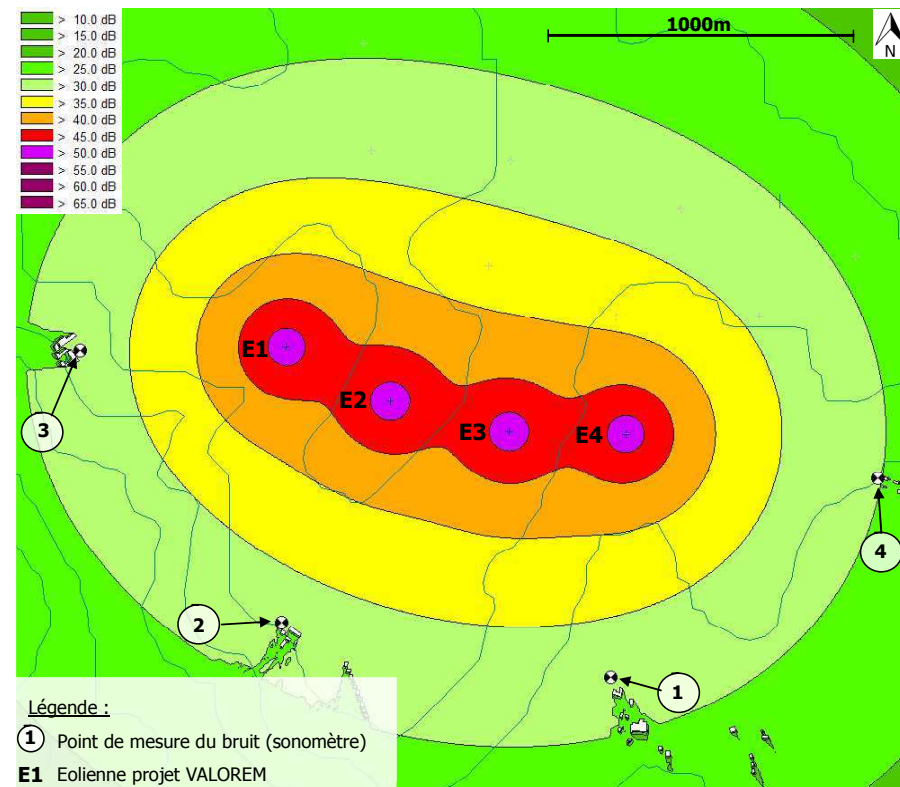 > 10.0 dB
> 15.0 dB
> 20.0 dB
> 25.0 dB
> 30.0 dB
> 35.0 dB
> 40.0 dB
> 45.0 dB
> 50.0 dB
> 55.0 dB
> 60.0 dB
> 65.0 dB
1000m
N
E1
E2
E3
E4
3
4
2
1
Légende :
1 Point de mesure du bruit (sonomètre)
E1 Eolienne projet VALOREM